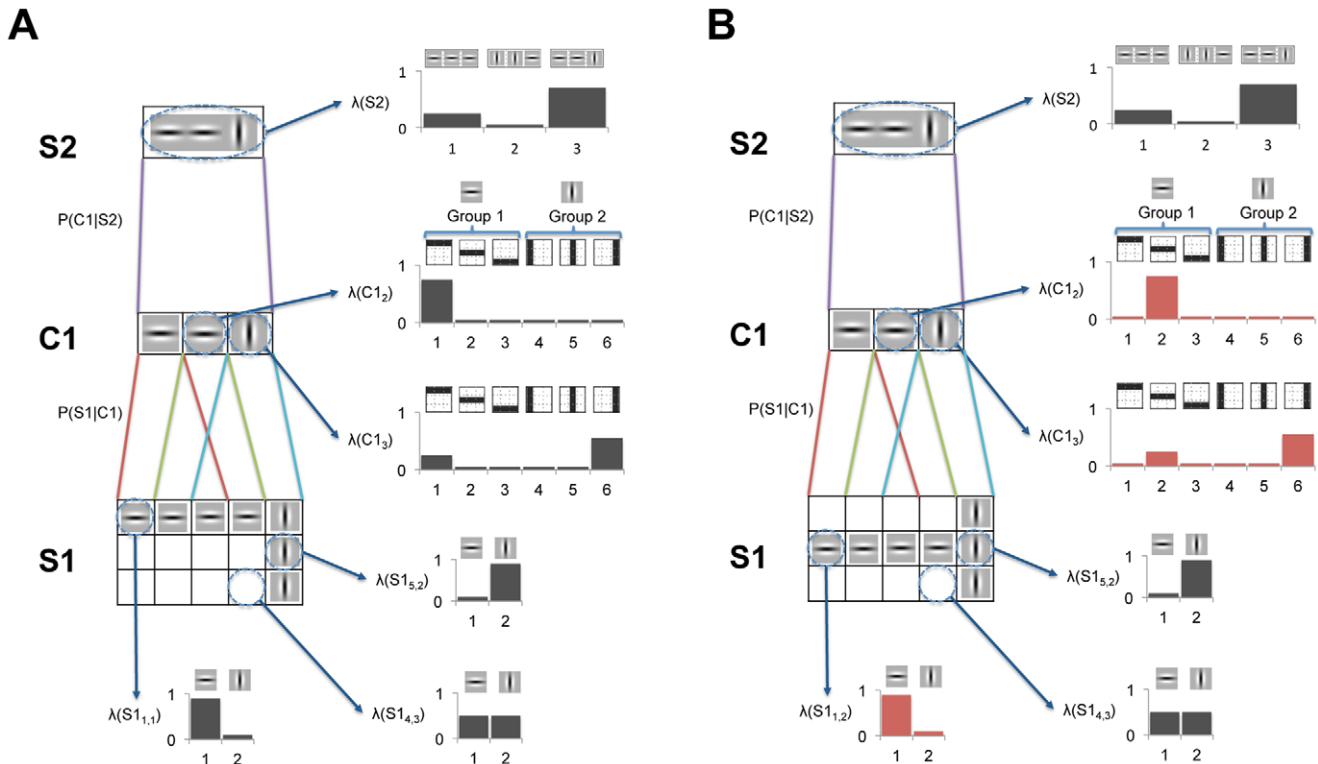 A
B
1
λ(S2)
0
1 2 3
S2
P(C1|S2)
Group 1 Group 2
1
λ(C1₂)
0
1 2 3 4 5 6
C1
P(S1|C1)
1
λ(C1₃)
0
1 2 3 4 5 6
S1
1
λ(S1₅,₂)
0
1 2
1
λ(S1₁,₁)
0
1 2
1
λ(S1₄,₃)
0
1 2
1
λ(S2)
0
1 2 3
S2
P(C1|S2)
Group 1 Group 2
1
λ(C1₂)
0
1 2 3 4 5 6
C1
P(S1|C1)
1
λ(C1₃)
0
1 2 3 4 5 6
S1
1
λ(S1₅,₂)
0
1 2
1
λ(S1₁,₂)
0
1 2
1
λ(S1₄,₃)
0
1 2